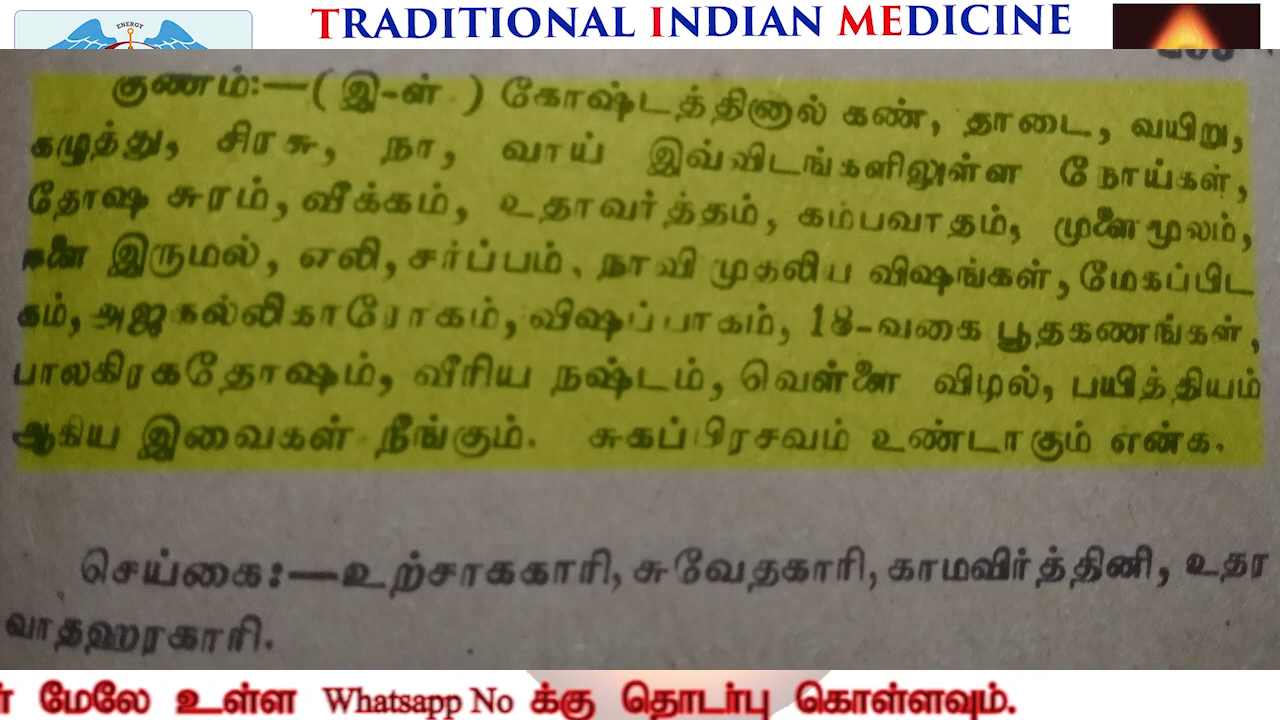 ENERGY
TRADITIONAL INDIAN MEDICINE
குணம்:—(இ-ள் ) கோஷ்டத்தினால் கண், தாடை, வயிறு,
கழுத்து, சிரசு, நா, வாய் இவ்விடங்களிலுள்ள நோய்கள்,
தோஷ சுரம், வீக்கம், உதாவர்த்தம், கம்பவாதம், முளைமூலம்,
இருமல், எலி, சர்ப்பம், நாவி முதலிய விஷங்கள், மேகப்பிட
கம், அஜகல்லிகாரோகம், விஷப்பாகம், 18-வகை பூதகணங்கள்,
பாலகிரகதோஷம், வீரிய நஷ்டம், வெள்ளை விழல், பயித்தியம்
ஆகிய இவைகள் நீங்கும். சுகப்பிரசவம் உண்டாகும் என்க.
செய்கை:—உற்சாககாரி, சுவேதகாரி, காமவிர்த்தினி, உதர
வாதஹரகாரி.
மேலே உள்ள Whatsapp No க்கு தொடர்பு கொள்ளவும்.